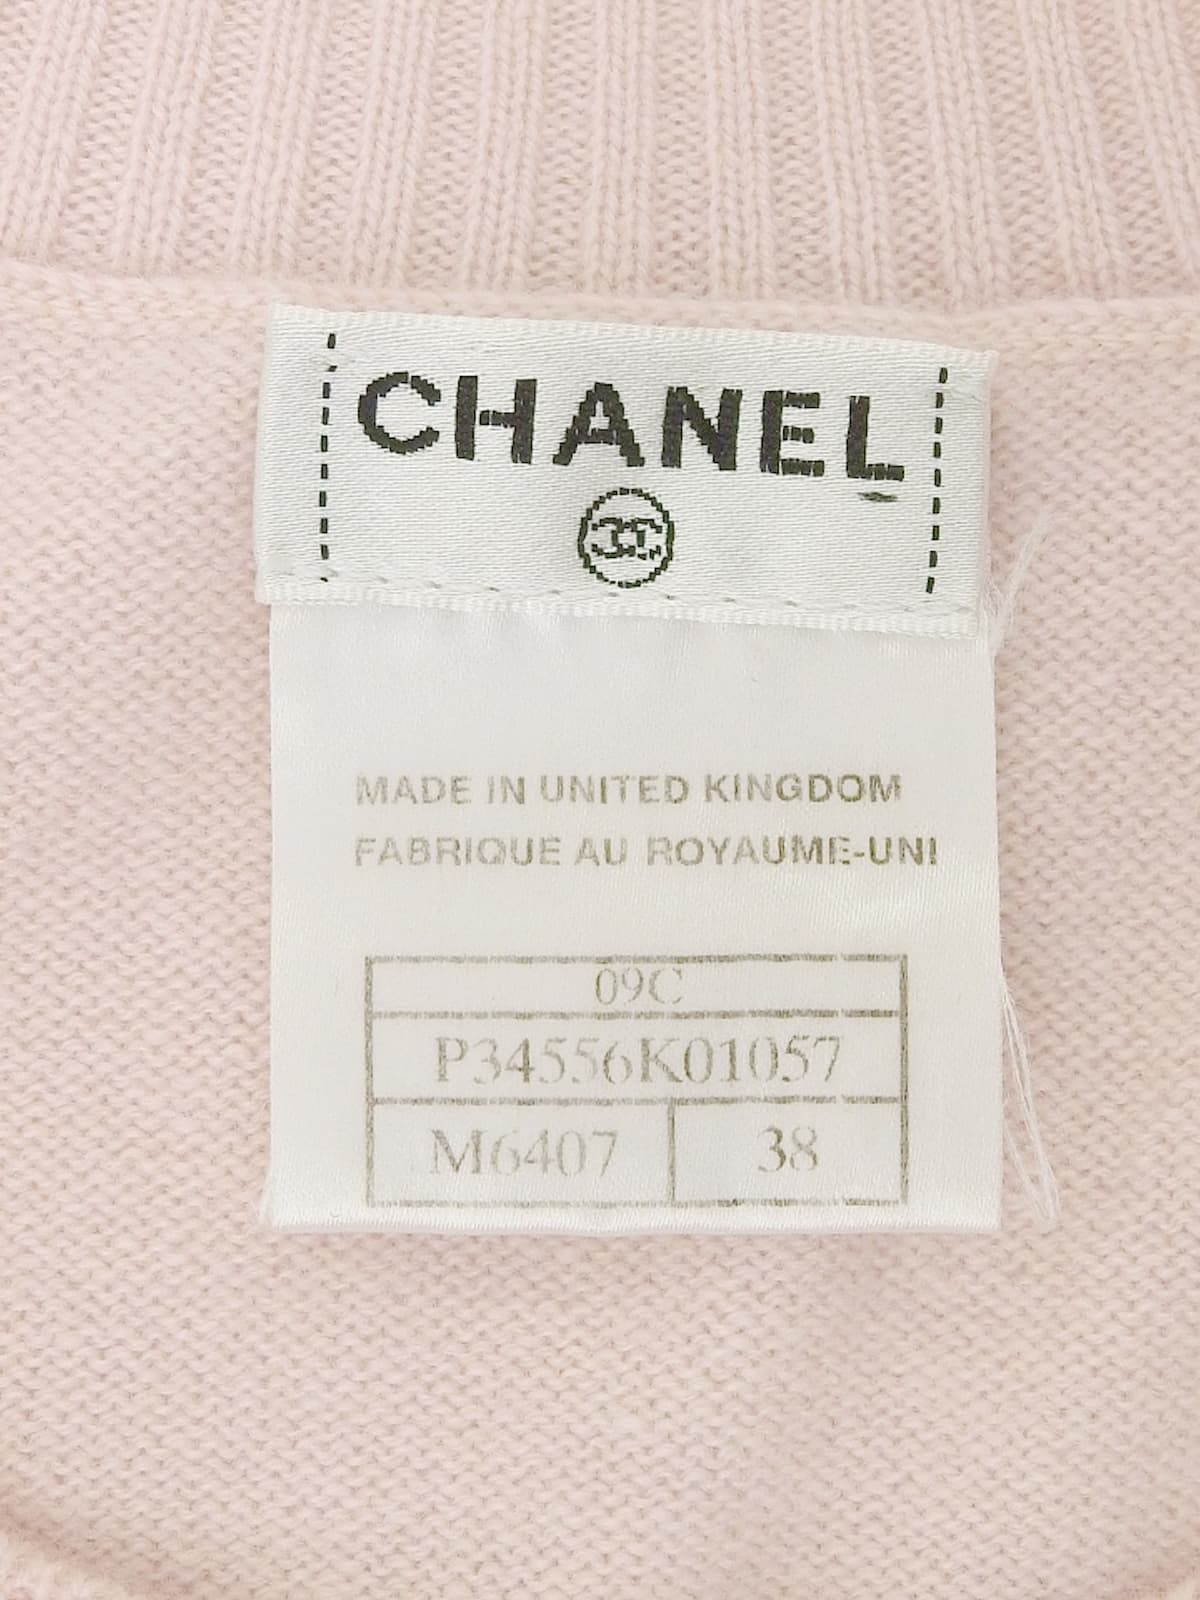 CHANEL
MADE IN UNITED KINGDOM
FABRIQUE AU ROYAUME-UNI
09C
P34556K01057
M6407 38